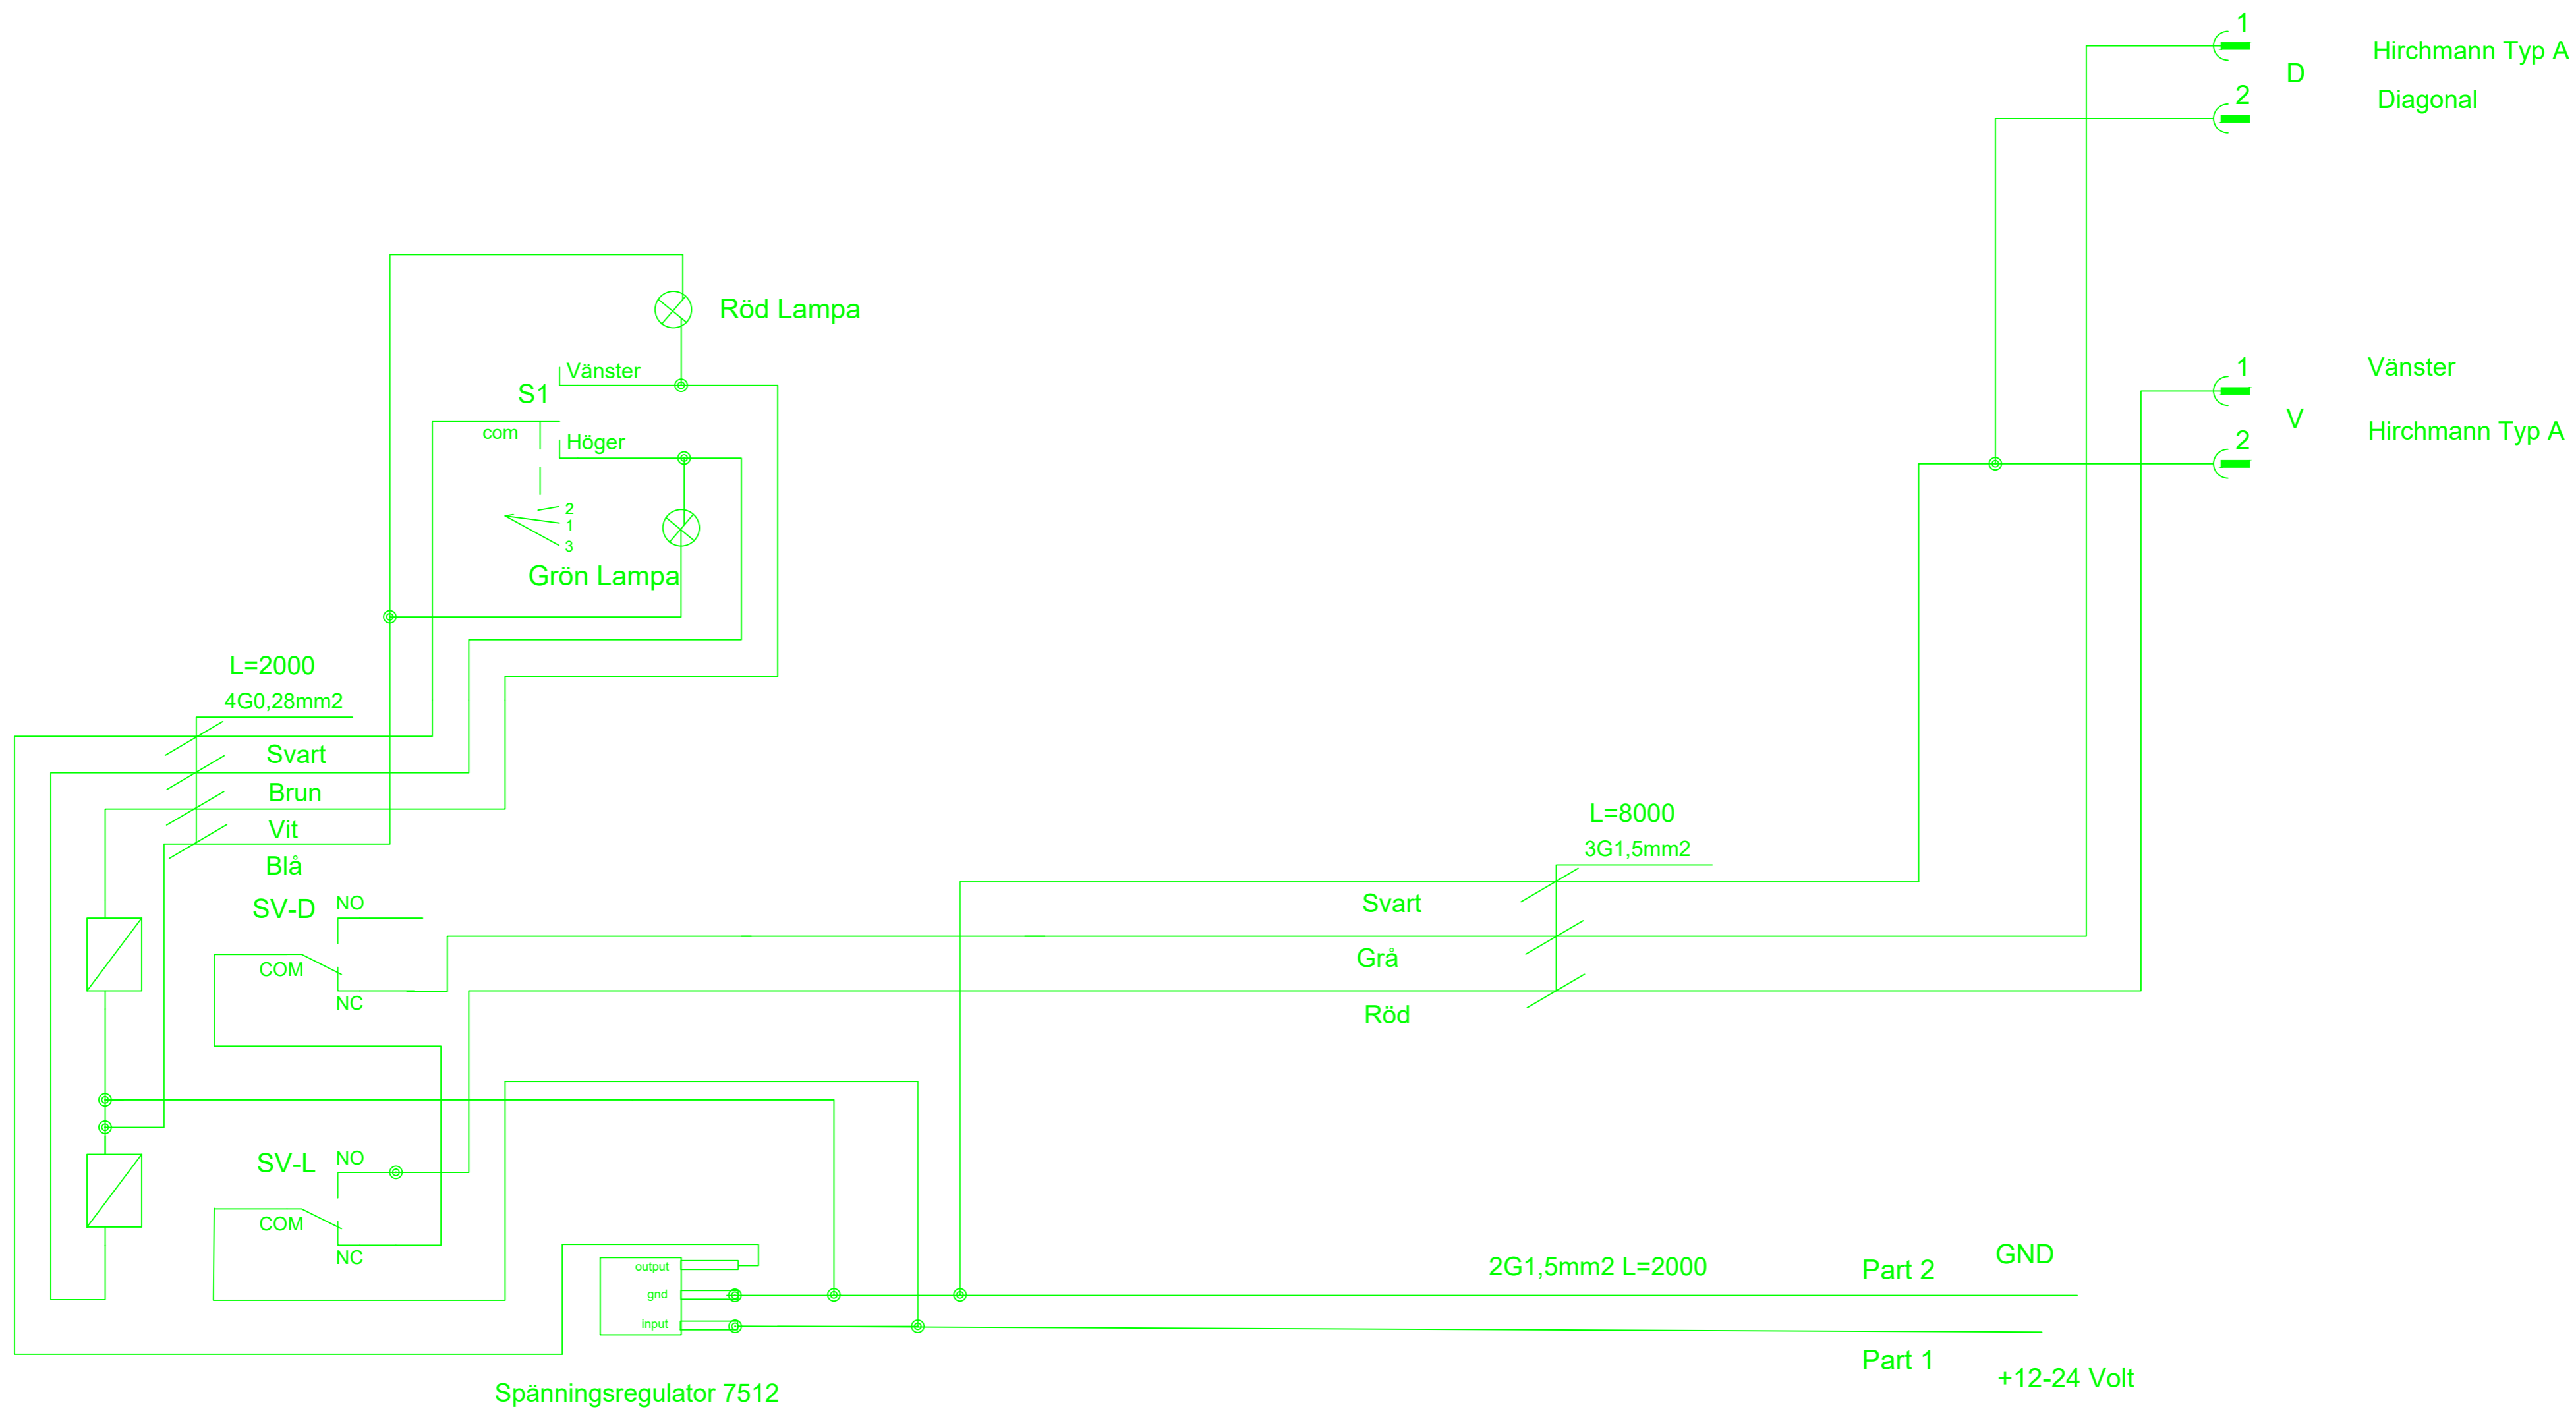 1
D
Hirchmann Typ A
2
Diagonal
Röd Lampa
Vänster
S1
com
Höger
2
1
3
Grön Lampa
1
Vänster
V
2
Hirchmann Typ A
L=2000
4G0,28mm2
Svart
Brun
Vit
Blå
L=8000
3G1,5mm2
Svart
Grå
Röd
SV-D
NO
COM
NC
SV-L
NO
COM
NC
output
gnd
input
Spänningsregulator 7512
2G1,5mm2 L=2000
Part 2
GND
Part 1
+12-24 Volt